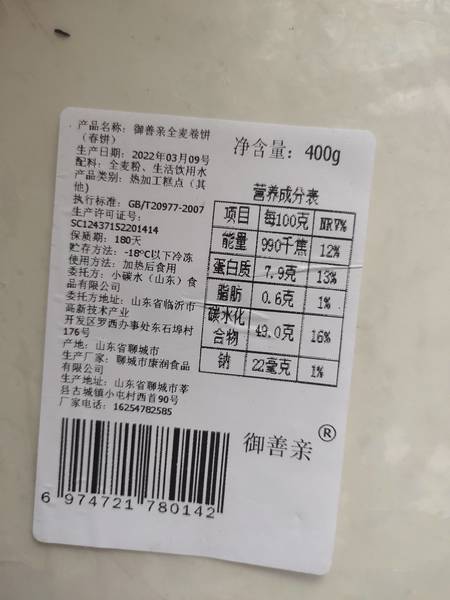 产品名称：御善亲全麦卷饼
（春饼）
生产日期：2022年03月09号
配料：全麦粉、生活饮用水
产品类别：热加工糕点（其
他）
执行标准：GB/T20977-2007
生产许可证号：
SC12437152201414
保质期：180天
贮存方法：-18℃以下冷冻
使用方法：加热后食用
委托方：小碳水（山东）食
品有限公司
委托方地址：山东省临沂市
高新技术产业
开发区罗西办事处东石埠村
176号
产地：山东省聊城市
生产厂家：聊城市康润食品
有限公司
生产地址：山东省聊城市莘
县古城镇小屯村西首90号
厂家电话：16254782585
净含量：400g
营养成分表
项目 每100克 NRV%
能量 990千焦 12%
蛋白质 7.9克 13%
脂肪 0.6克 1%
碳水化
合物 49.0克 16%
钠 22毫克 1%
御善亲®
6 974721 780142